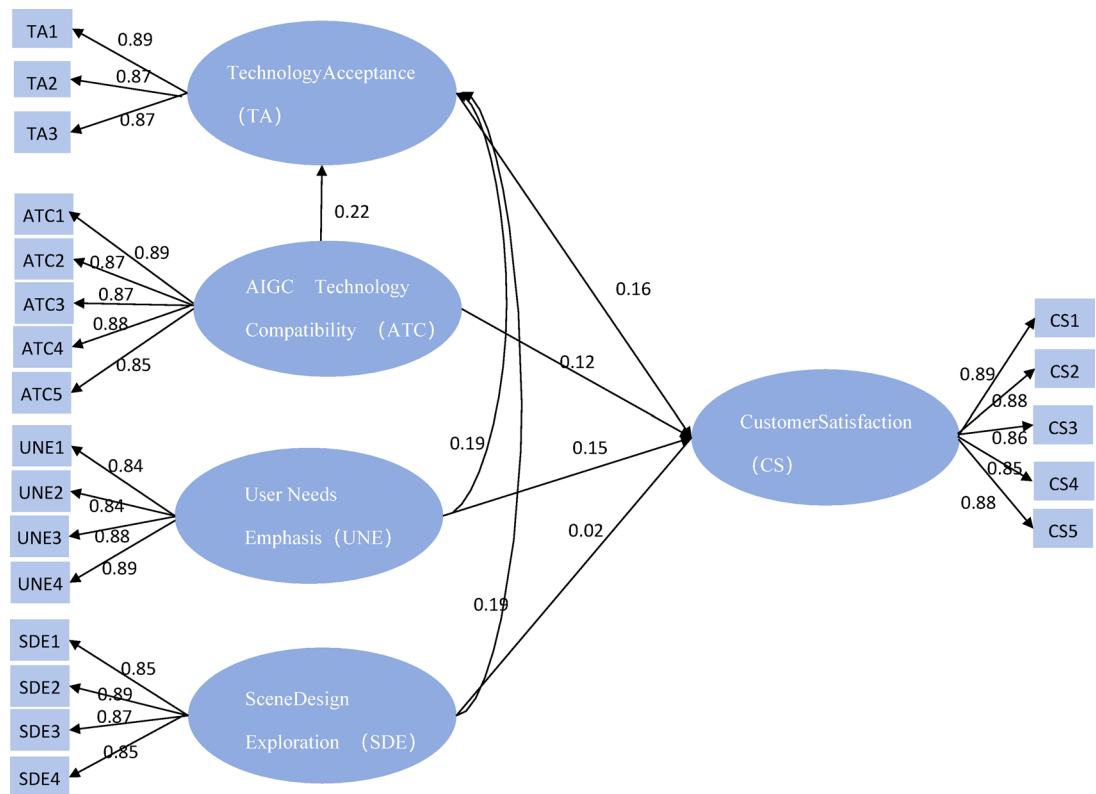 TA1
0.89
TA2
0.87
TA3
0.87
TechnologyAcceptance
（TA）
0.22
ATC1
0.89
ATC2
0.87
ATC3
0.87
ATC4
0.88
ATC5
0.85
AIGC Technology
Compatibility （ATC）
0.16
0.12
UNE1
0.84
UNE2
0.84
UNE3
0.88
UNE4
0.89
User Needs
Emphasis（UNE）
0.19
0.15
0.02
SDE1
0.85
SDE2
0.89
SDE3
0.87
SDE4
0.85
SceneDesign
Exploration （SDE）
0.19
CustomerSatisfaction
（CS）
CS1
0.89
CS2
0.88
CS3
0.86
CS4
0.85
CS5
0.88